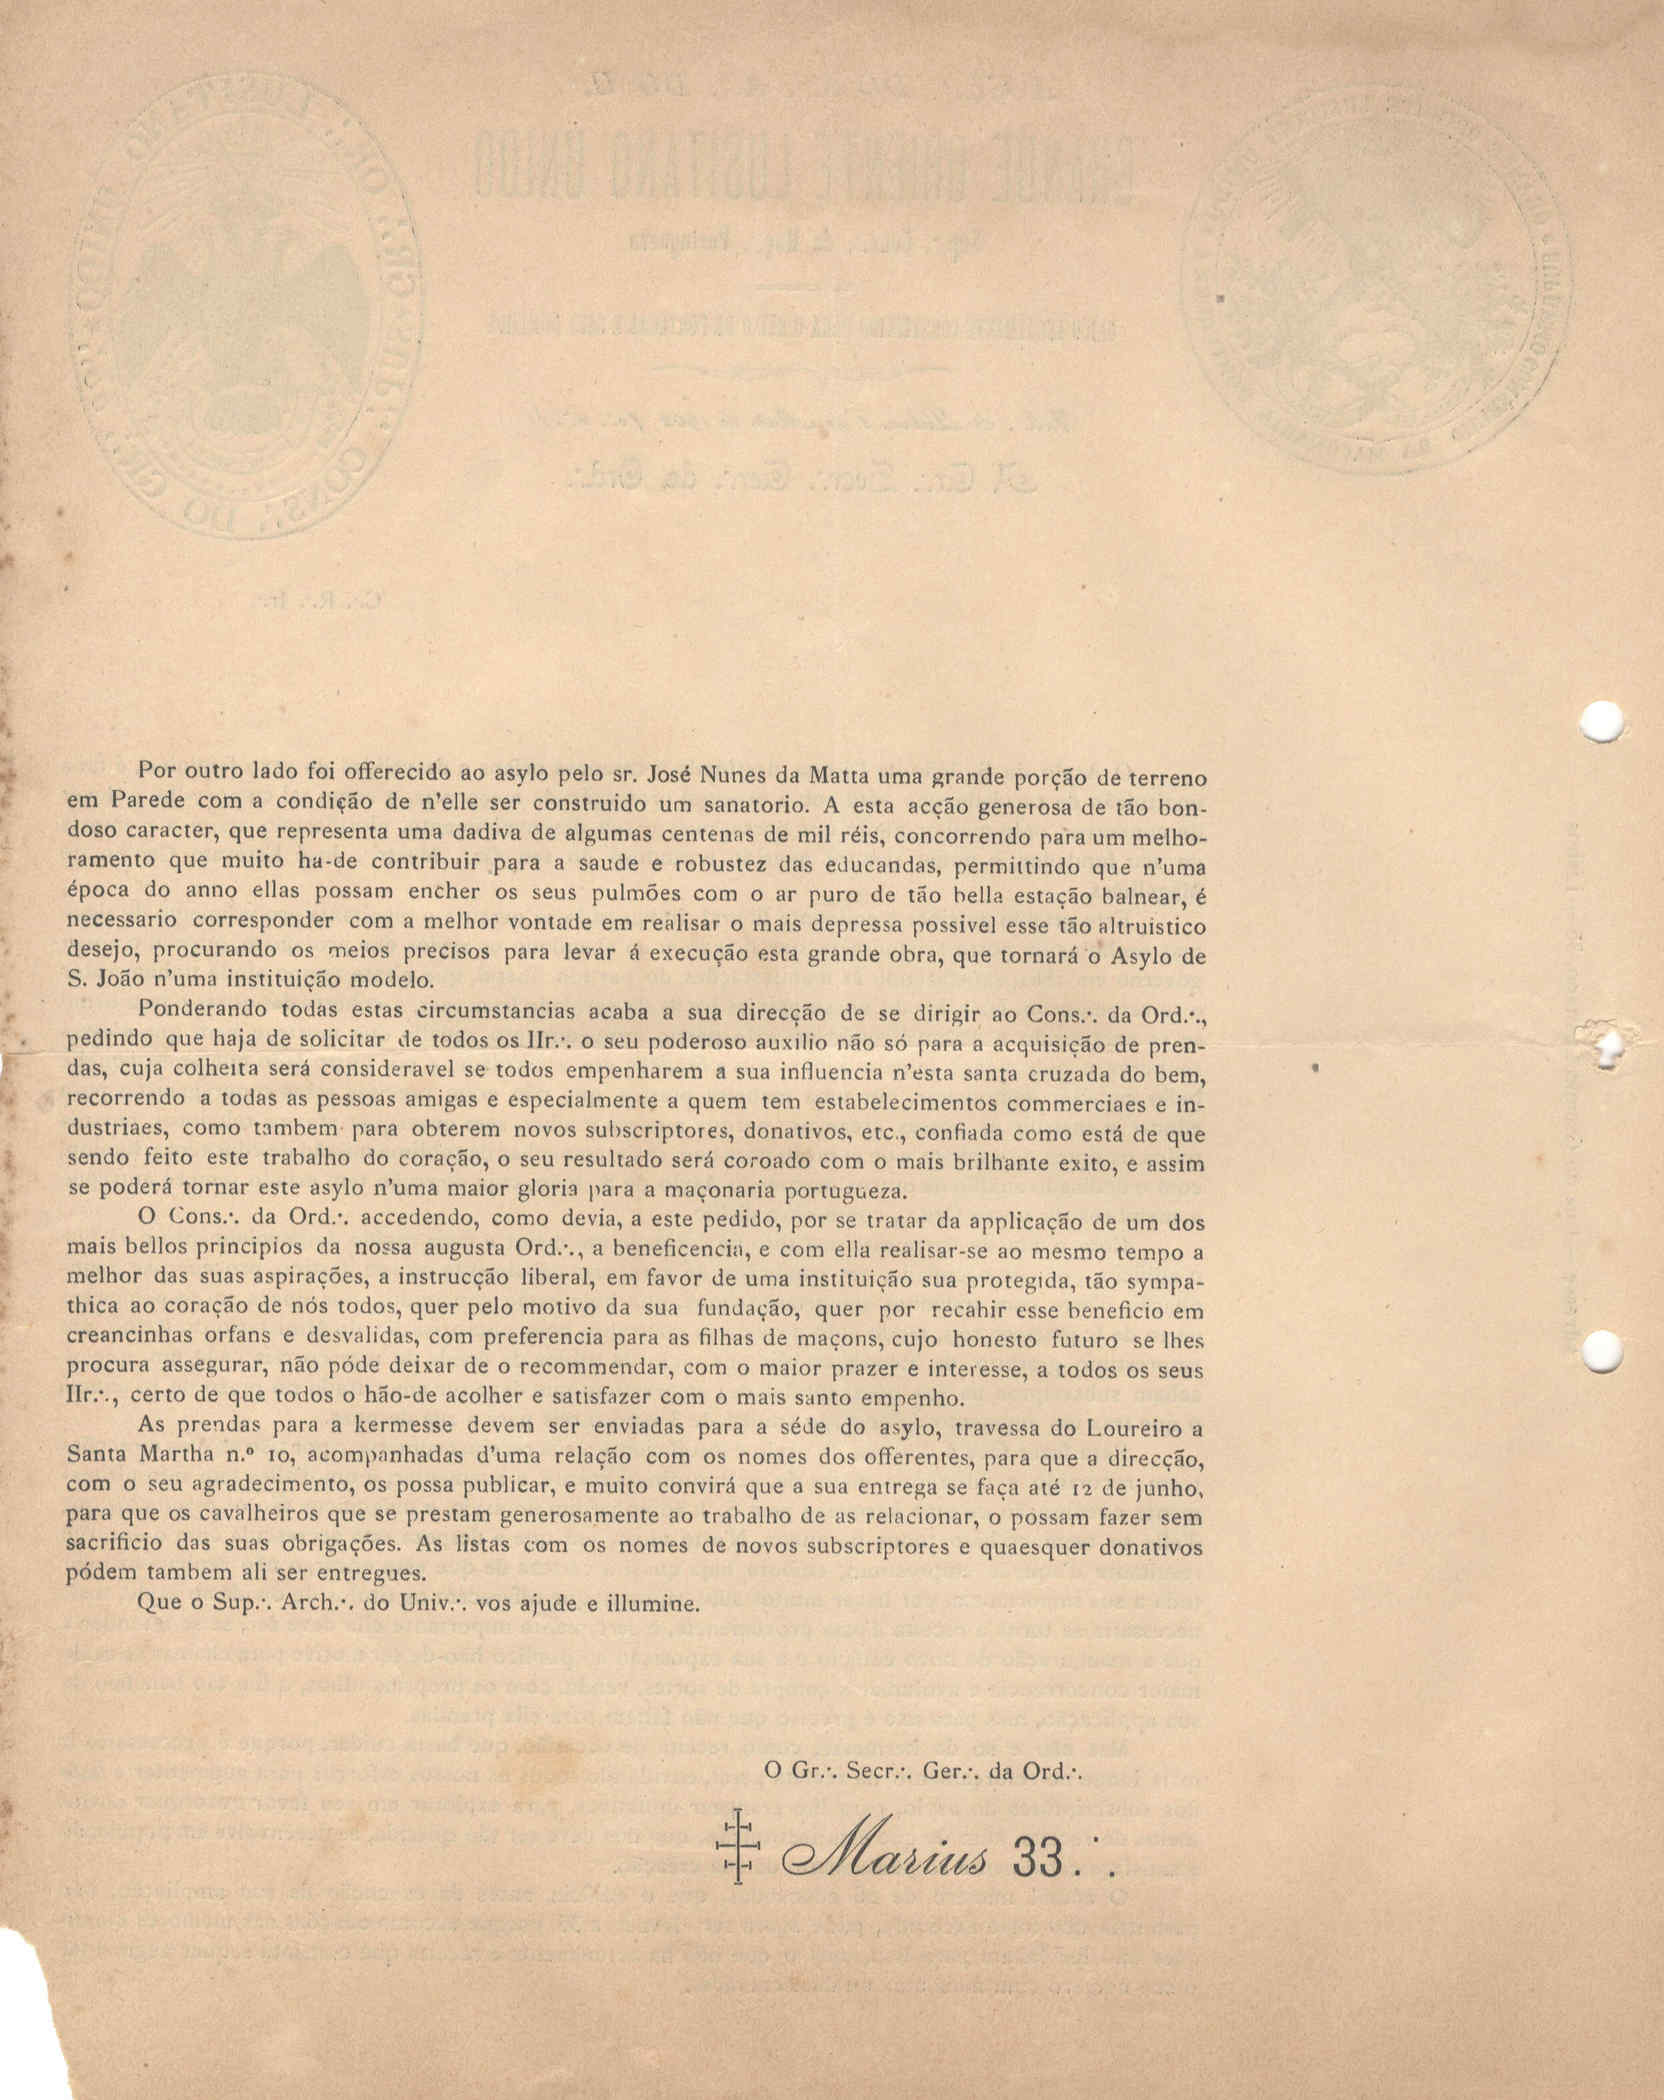 Por outro lado foi offerecido ao asylo pelo sr. José Nunes da Matta uma grande porção de terreno
em Parede com a condição de n'elle ser construido um sanatorio. A esta acção generosa de tão bon-
doso caracter, que representa uma dadiva de algumas centenas de mil réis, concorrendo para um melho-
ramento que muito ha-de contribuir para a saude e robustez das educandas, permittindo que n'uma
época do anno ellas possam encher os seus pulmões com o ar puro de tão bella estação balnear, é
necessario corresponder com a melhor vontade em realisar o mais depressa possivel esse tão altruistico
desejo, procurando os meios precisos para levar á execução esta grande obra, que tornará o Asylo de
S. João n'uma instituição modelo.
Ponderando todas estas circumstancias acaba a sua direcção de se dirigir ao Cons.∴ da Ord.∴,
pedindo que haja de solicitar de todos os IIr.∴ o seu poderoso auxilio não só para a acquisição de pren-
das, cuja colheita será consideravel se todos empenharem a sua influencia n'esta santa cruzada do bem,
recorrendo a todas as pessoas amigas e especialmente a quem tem estabelecimentos commerciaes e in-
dustriaes, como tambem para obterem novos subscriptores, donativos, etc., confiada como está de que
sendo feito este trabalho do coração, o seu resultado será coroado com o mais brilhante exito, e assim
se poderá tornar este asylo n'uma maior gloria para a maçonaria portugueza.
O Cons.∴ da Ord.∴ accedendo, como devia, a este pedido, por se tratar da applicação de um dos
mais bellos principios da nossa augusta Ord.∴, a beneficencia, e com ella realisar-se ao mesmo tempo a
melhor das suas aspirações, a instrucção liberal, em favor de uma instituição sua protegida, tão sympa-
thica ao coração de nós todos, quer pelo motivo da sua fundação, quer por recahir esse beneficio em
creancinhas orfans e desvalidas, com preferencia para as filhas de maçons, cujo honesto futuro se lhes
procura assegurar, não póde deixar de o recommendar, com o maior prazer e interesse, a todos os seus
IIr.∴, certo de que todos o hão-de acolher e satisfazer com o mais santo empenho.
As prendas para a kermesse devem ser enviadas para a séde do asylo, travessa do Loureiro a
Santa Martha n.º 10, acompanhadas d'uma relação com os nomes dos offerentes, para que a direcção,
com o seu agradecimento, os possa publicar, e muito convirá que a sua entrega se faça até 12 de junho,
para que os cavalheiros que se prestam generosamente ao trabalho de as relacionar, o possam fazer sem
sacrificio das suas obrigações. As listas com os nomes de novos subscriptores e quaesquer donativos
pódem tambem ali ser entregues.
Que o Sup.∴ Arch.∴ do Univ.∴ vos ajude e illumine.
O Gr.∴ Secr.∴ Ger.∴ da Ord.∴
Marius 33.∴